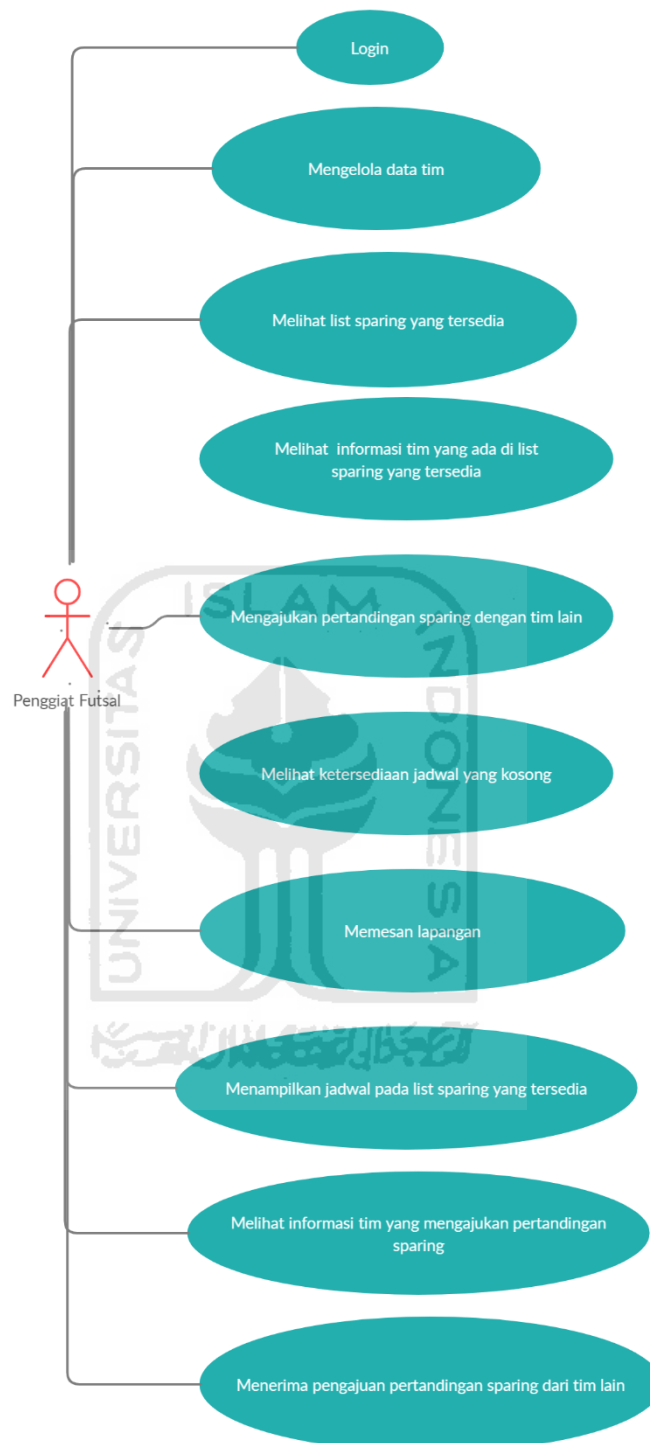 Login
Mengelola data tim
Melihat list sparing yang tersedia
Melihat informasi tim yang ada di list
sparing yang tersedia
Mengajukan pertandingan sparing dengan tim lain
Penggiat Futsal
UNIVERSITAS
ISLAM
INDONESIA
Melihat ketersediaan jadwal yang kosong
Memesan lapangan
Menampilkan jadwal pada list sparing yang tersedia
Melihat informasi tim yang mengajukan pertandingan
sparing
Menerima pengajuan pertandingan sparing dari tim lain